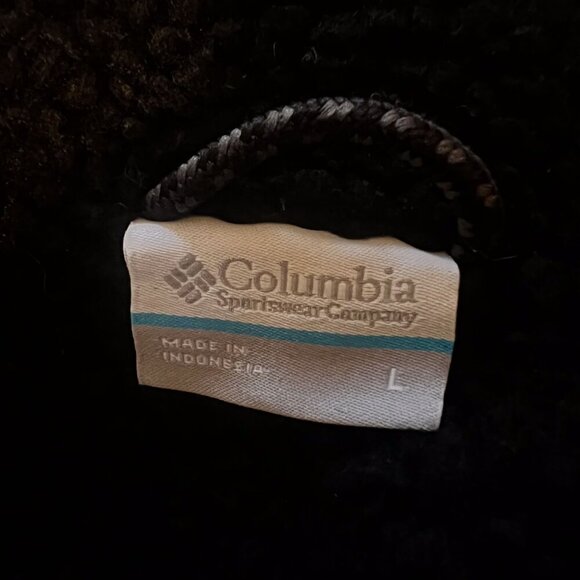 Columbia
Sportswear Company
MADE IN
INDONESIA
L